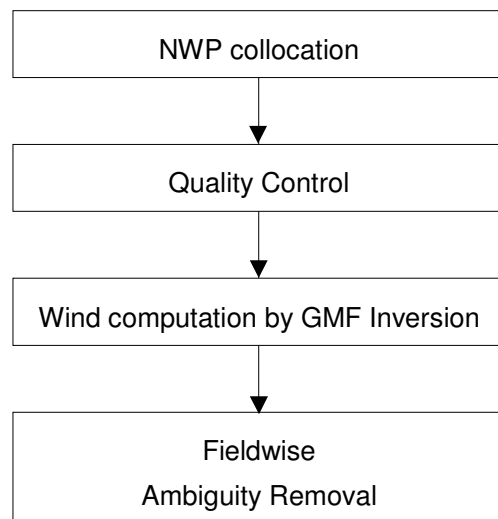 NWP collocation
Quality Control
Wind computation by GMF Inversion
Fieldwise
Ambiguity Removal